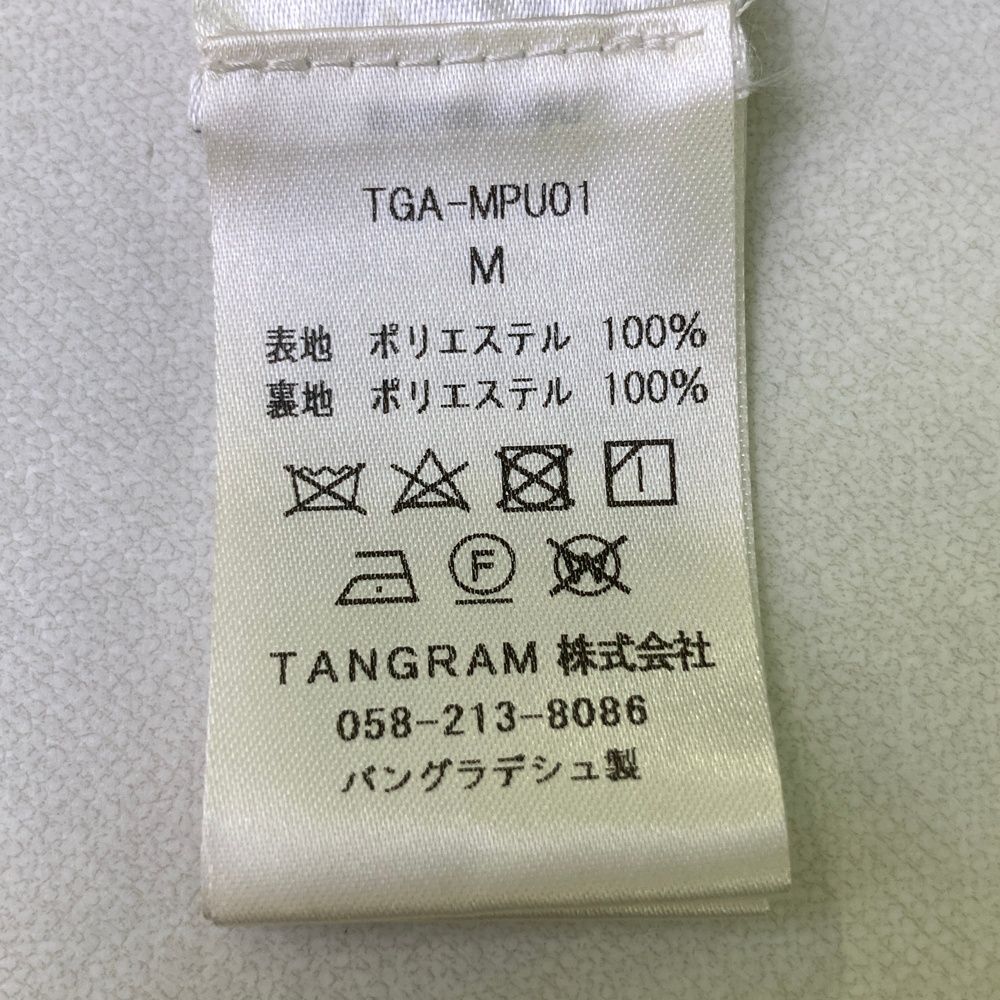 TGA-MPU01
M
表地 ポリエステル 100%
裏地 ポリエステル 100%
F
W
TANGRAM 株式会社
058-213-8086
バングラデシュ製